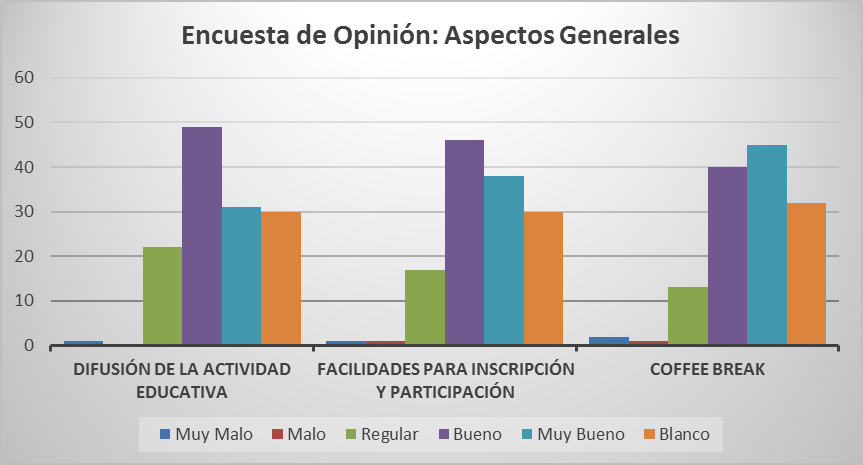 Encuesta de Opinión: Aspectos Generales
60
50
40
30
20
10
0
DIFUSIÓN DE LA ACTIVIDAD
EDUCATIVA
FACILIDADES PARA INSCRIPCIÓN
Y PARTICIPACIÓN
COFFEE BREAK
Muy Malo Malo Regular Bueno Muy Bueno Blanco